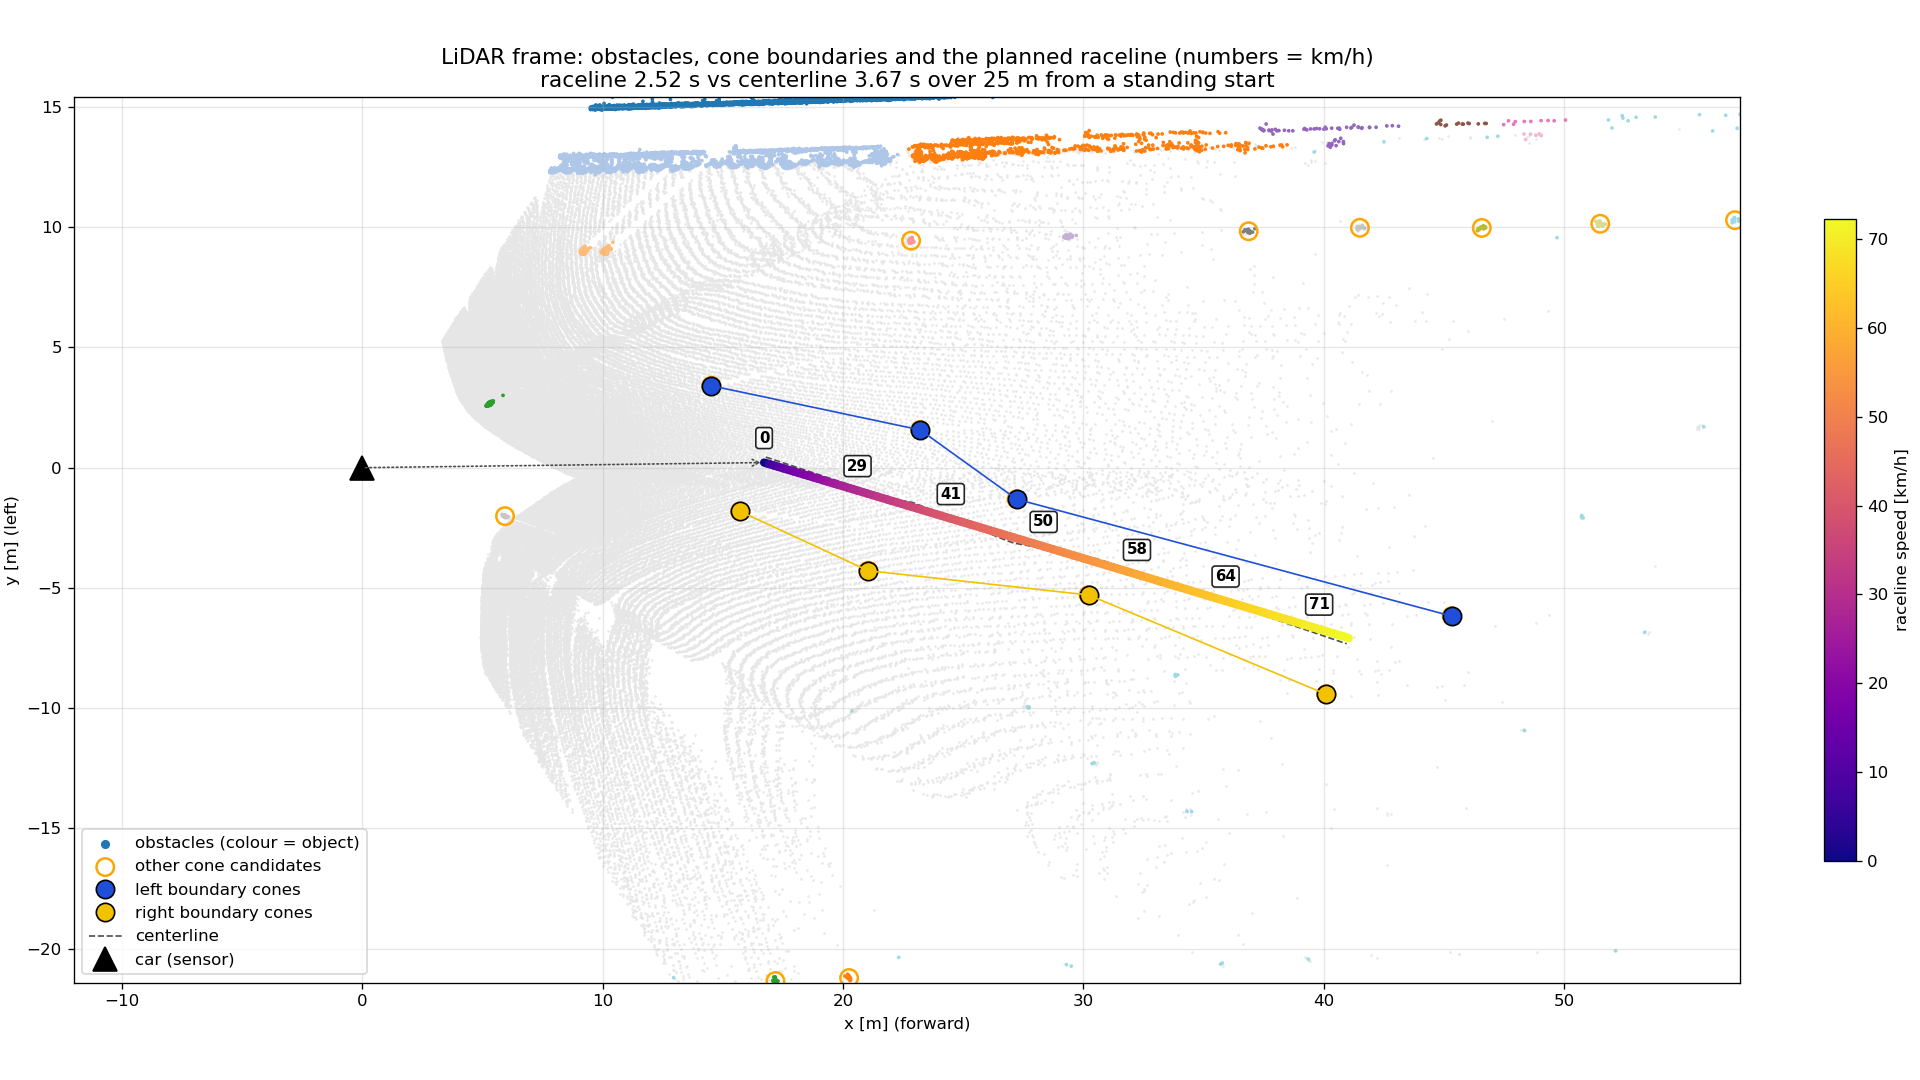 LiDAR frame: obstacles, cone boundaries and the planned raceline (numbers = km/h)
raceline 2.52 s vs centerline 3.67 s over 25 m from a standing start
15
10
5
0
−5
−10
−15
−20
y [m] (left)
0
29
41
50
58
64
71
obstacles (colour = object)
other cone candidates
left boundary cones
right boundary cones
centerline
car (sensor)
−10
0
10
20
30
40
50
x [m] (forward)
70
60
50
40
30
20
10
0
raceline speed [km/h]